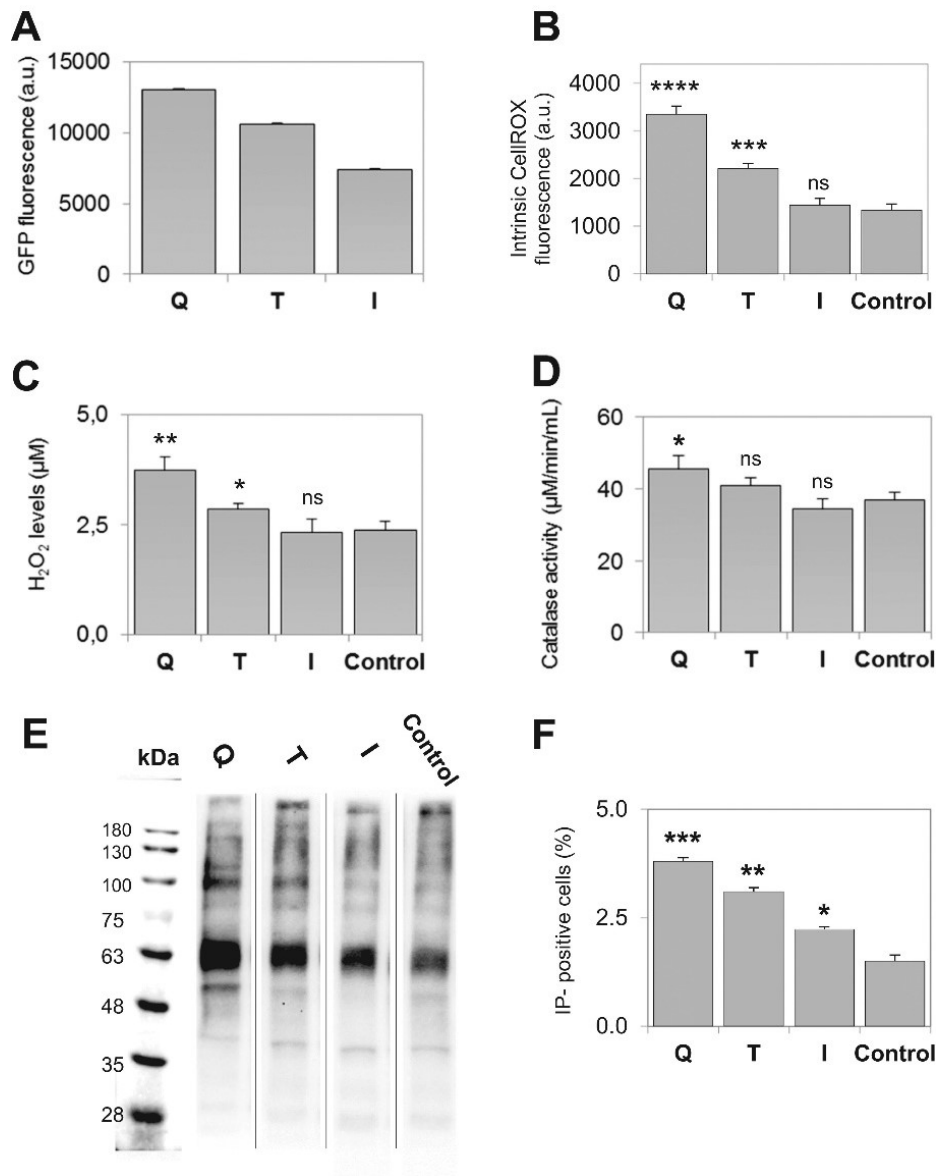 A
GFP fluorescence (a.u.)
15000
10000
5000
0
Q T I
B
Intrinsic CellROX
fluorescence (a.u.)
4000
3000
2000
1000
0
****
***
ns
Q T I Control
C
H₂O₂ levels (µM)
5,0
2,5
0,0
**
*
ns
Q T I Control
D
Catalase activity (µM/min/mL)
60
40
20
0
*
ns
ns
Q T I Control
E
kDa Q T I Control
180
130
100
75
63
48
35
28
F
IP- positive cells (%)
5.0
2.5
0.0
***
**
*
Q T I Control